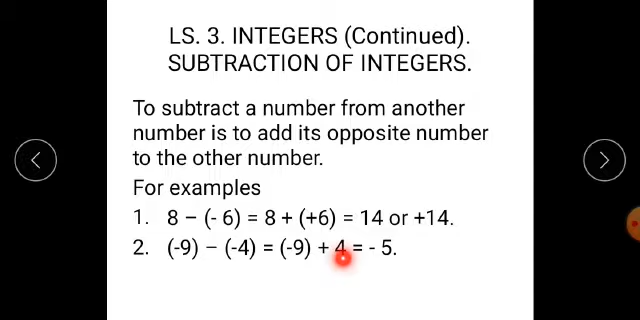 LS. 3. INTEGERS (Continued).
SUBTRACTION OF INTEGERS.
To subtract a number from another
number is to add its opposite number
to the other number.
For examples
1. 8 – (- 6) = 8 + (+6) = 14 or +14.
2. (-9) – (-4) = (-9) + 4 = - 5.